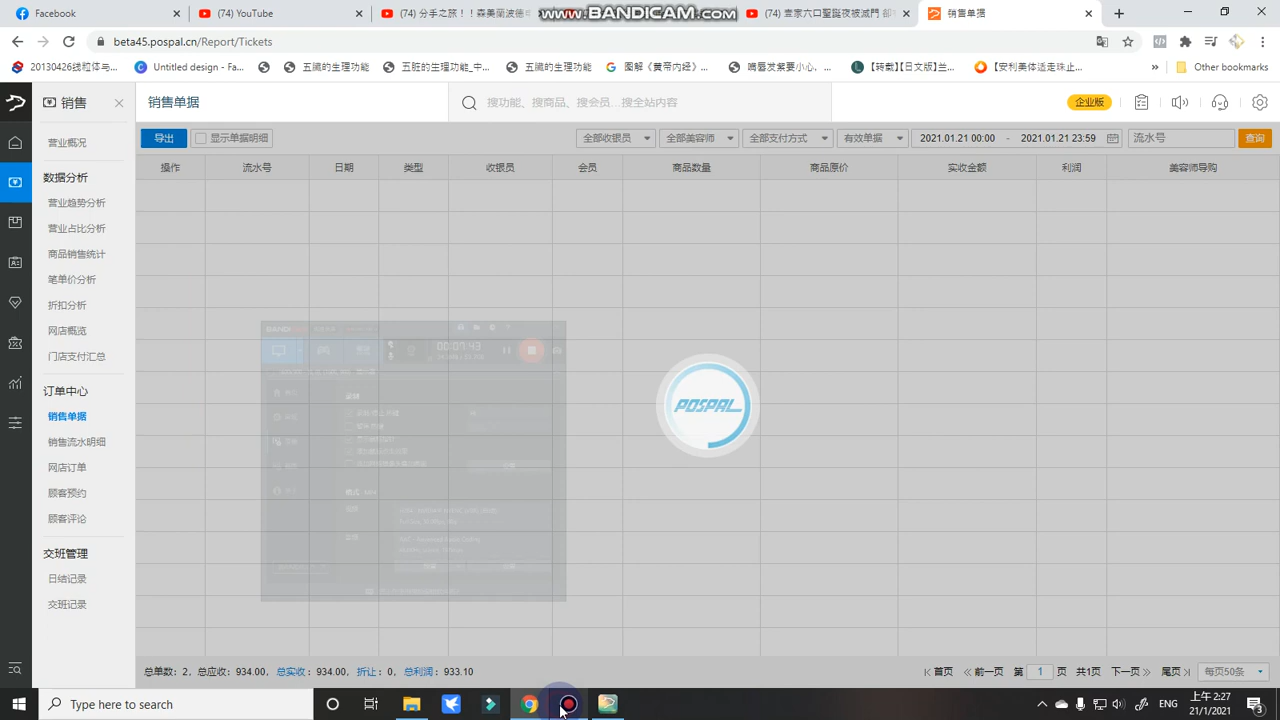 Facebook
(74) YouTube
(74) 分手之旅！！森美蘭波德申
www.BANDICAM.com
(74) 壹家六口聖誕夜被滅門 卻
销售单据
beta45.pospal.cn/Report/Tickets
20130426线粒体与...
Untitled design - Fa...
五藏的生理功能
五脏的生理功能_中...
五藏的生理功能
图解《黄帝内经》...
嘴唇发紫要小心，...
【转载】【日文版】兰...
【安利美体适走珠止...
Other bookmarks
销售
销售单据
搜功能、搜商品、搜会员...搜全站内容
企业版
营业概况
导出
显示单据明细
全部收银员
全部美容师
全部支付方式
有效单据
2021.01.21 00:00 - 2021.01.21 23:59
流水号
查询
操作
流水号
日期
类型
收银员
会员
商品数量
商品原价
实收金额
利润
美容师导购
数据分析
营业趋势分析
营业占比分析
商品销售统计
笔单价分析
折扣分析
网店概览
门店支付汇总
订单中心
销售单据
销售流水明细
网店订单
顾客预约
顾客评论
交班管理
日结记录
交班记录
00:07:43
POSPAL
总单数: 2, 总应收: 934.00, 总实收: 934.00, 折让: 0, 总利润: 933.10
首页 前一页 第 1 页 共1页 下一页 尾页 每页50条
Type here to search
ENG
上午 2:27
21/1/2021
3